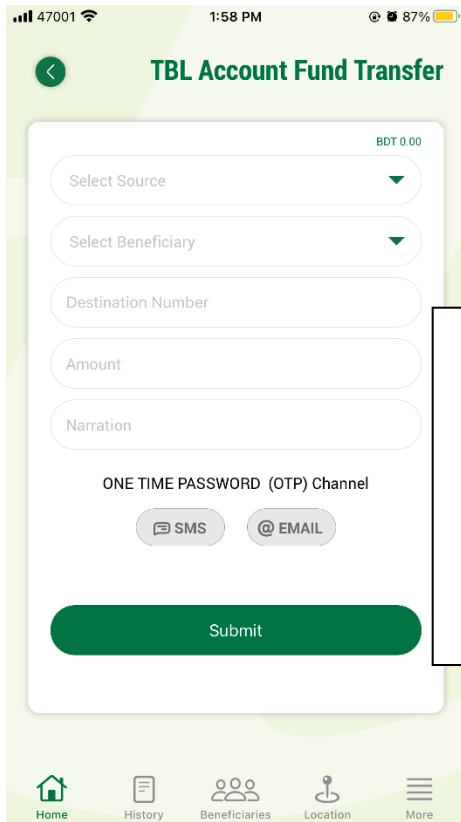 47001 1:58 PM 87%
TBL Account Fund Transfer
BDT 0.00
Select Source
Select Beneficiary
Destination Number
Amount
Narration
ONE TIME PASSWORD (OTP) Channel
SMS @ EMAIL
Submit
Home History Beneficiaries Location More